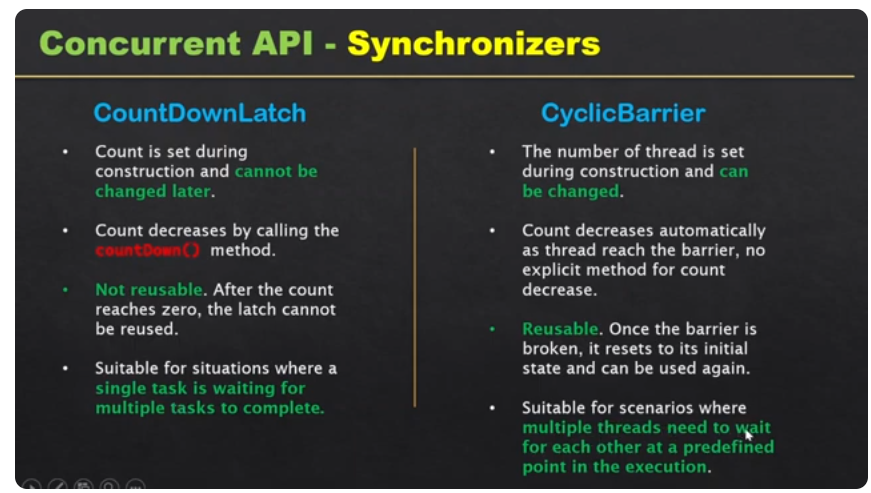 Concurrent API - Synchronizers
CountDownLatch
• Count is set during
construction and cannot be
changed later.
• Count decreases by calling the
countDown() method.
• Not reusable. After the count
reaches zero, the latch cannot
be reused.
• Suitable for situations where a
single task is waiting for
multiple tasks to complete.
CyclicBarrier
• The number of thread is set
during construction and can
be changed.
• Count decreases automatically
as thread reach the barrier, no
explicit method for count
decrease.
• Reusable. Once the barrier is
broken, it resets to its initial
state and can be used again.
• Suitable for scenarios where
multiple threads need to wait
for each other at a predefined
point in the execution.